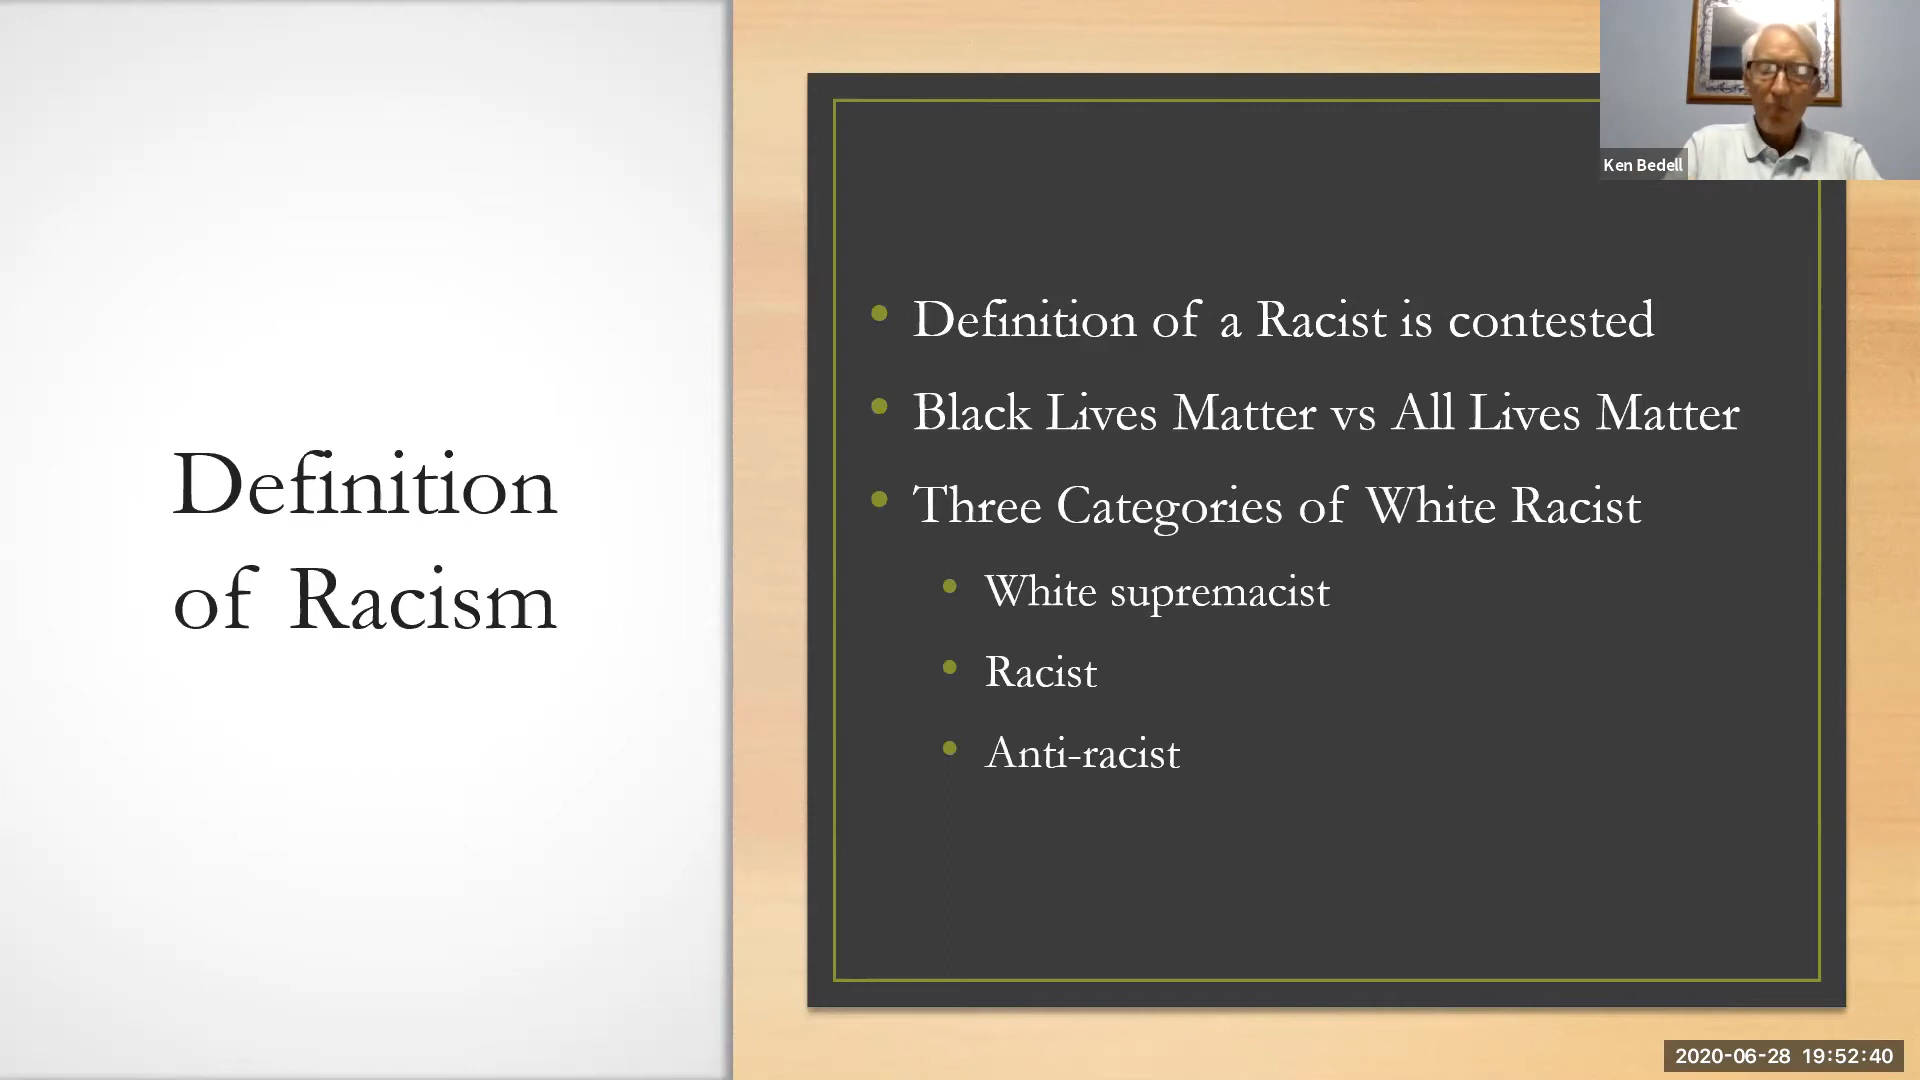 Definition
of Racism
Definition of a Racist is contested
Black Lives Matter vs All Lives Matter
Three Categories of White Racist
White supremacist
Racist
Anti-racist
Ken Bedell
2020-06-28 19:52:40